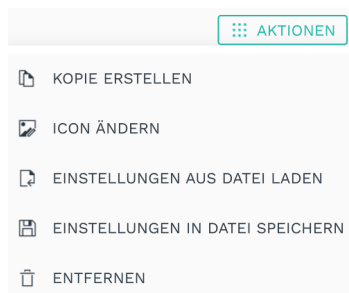 AKTIONEN
KOPIE ERSTELLEN
ICON ÄNDERN
EINSTELLUNGEN AUS DATEI LADEN
EINSTELLUNGEN IN DATEI SPEICHERN
ENTFERNEN